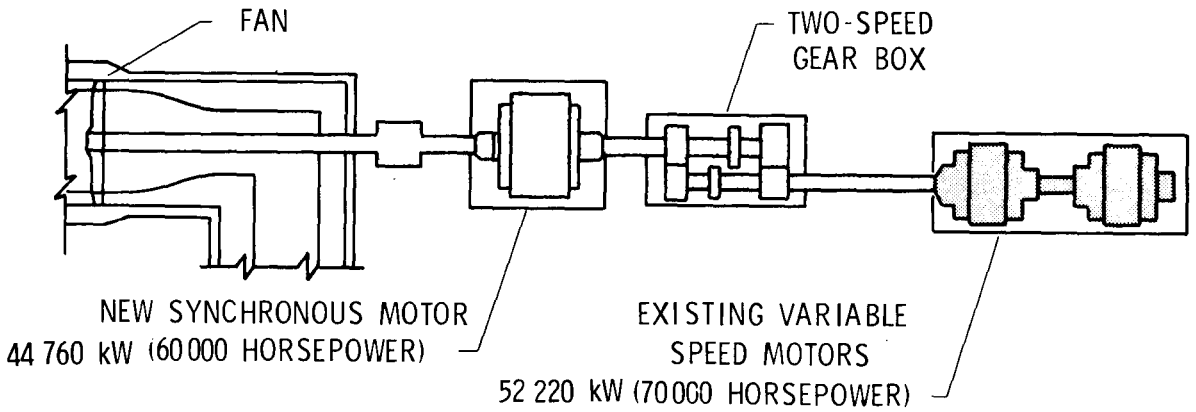 FAN
TWO-SPEED
GEAR BOX
NEW SYNCHRONOUS MOTOR
44 760 kW (60 000 HORSEPOWER)
EXISTING VARIABLE
SPEED MOTORS
52 220 kW (70 000 HORSEPOWER)